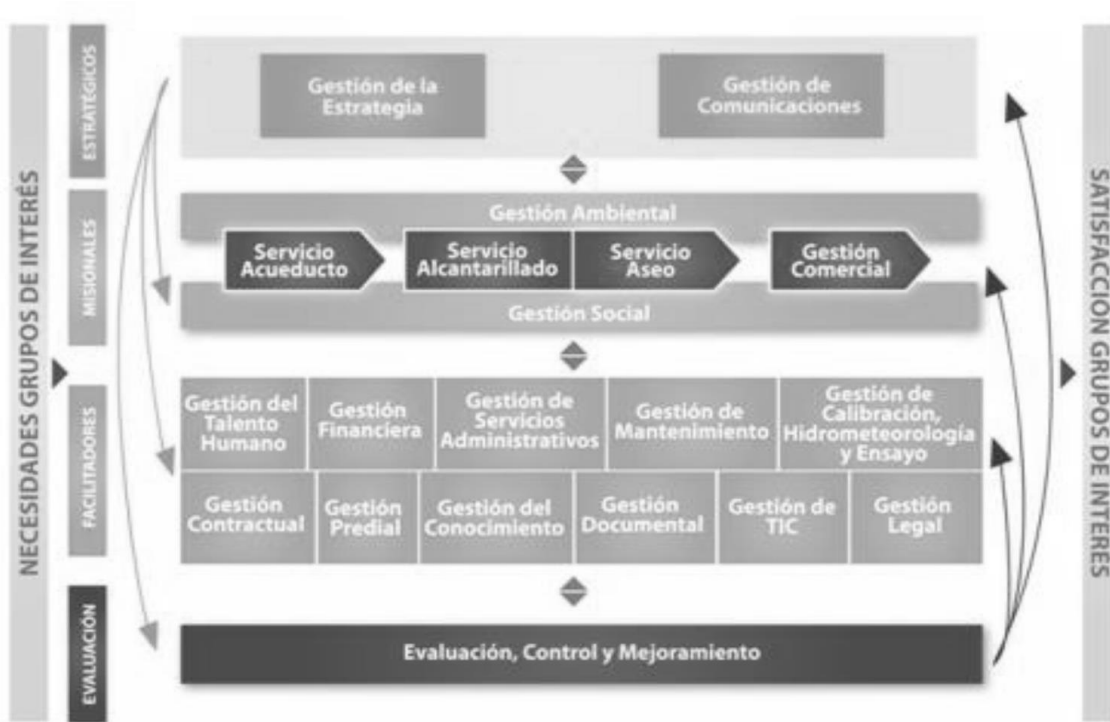 NECESIDADES GRUPOS DE INTERÉS
ESTRATÉGICOS
Gestión de la
Estrategia
Gestión de
Comunicaciones
MISIONALES
Gestión Ambiental
Servicio
Acueducto
Servicio
Alcantarillado
Servicio
Aseo
Gestión
Comercial
Gestión Social
FACILITADORES
Gestión del
Talento
Humano
Gestión
Financiera
Gestión de
Servicios
Administrativos
Gestión de
Mantenimiento
Gestión de
Calibración,
Hidrometeorología
y Ensayo
Gestión
Contractual
Gestión
Predial
Gestión del
Conocimiento
Gestión
Documental
Gestión de
TIC
Gestión
Legal
EVALUACIÓN
Evaluación, Control y Mejoramiento
SATISFACCIÓN GRUPOS DE INTERÉS